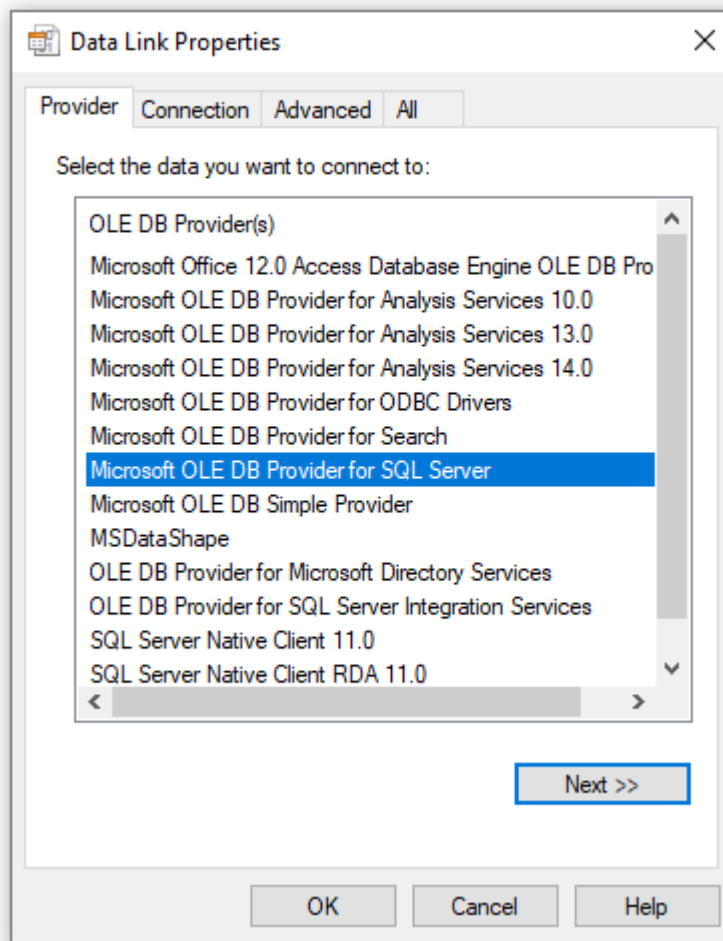 Data Link Properties
Provider Connection Advanced All
Select the data you want to connect to:
OLE DB Provider(s)
Microsoft Office 12.0 Access Database Engine OLE DB Pro
Microsoft OLE DB Provider for Analysis Services 10.0
Microsoft OLE DB Provider for Analysis Services 13.0
Microsoft OLE DB Provider for Analysis Services 14.0
Microsoft OLE DB Provider for ODBC Drivers
Microsoft OLE DB Provider for Search
Microsoft OLE DB Provider for SQL Server
Microsoft OLE DB Simple Provider
MSDataShape
OLE DB Provider for Microsoft Directory Services
OLE DB Provider for SQL Server Integration Services
SQL Server Native Client 11.0
SQL Server Native Client RDA 11.0
Next >>
OK Cancel Help